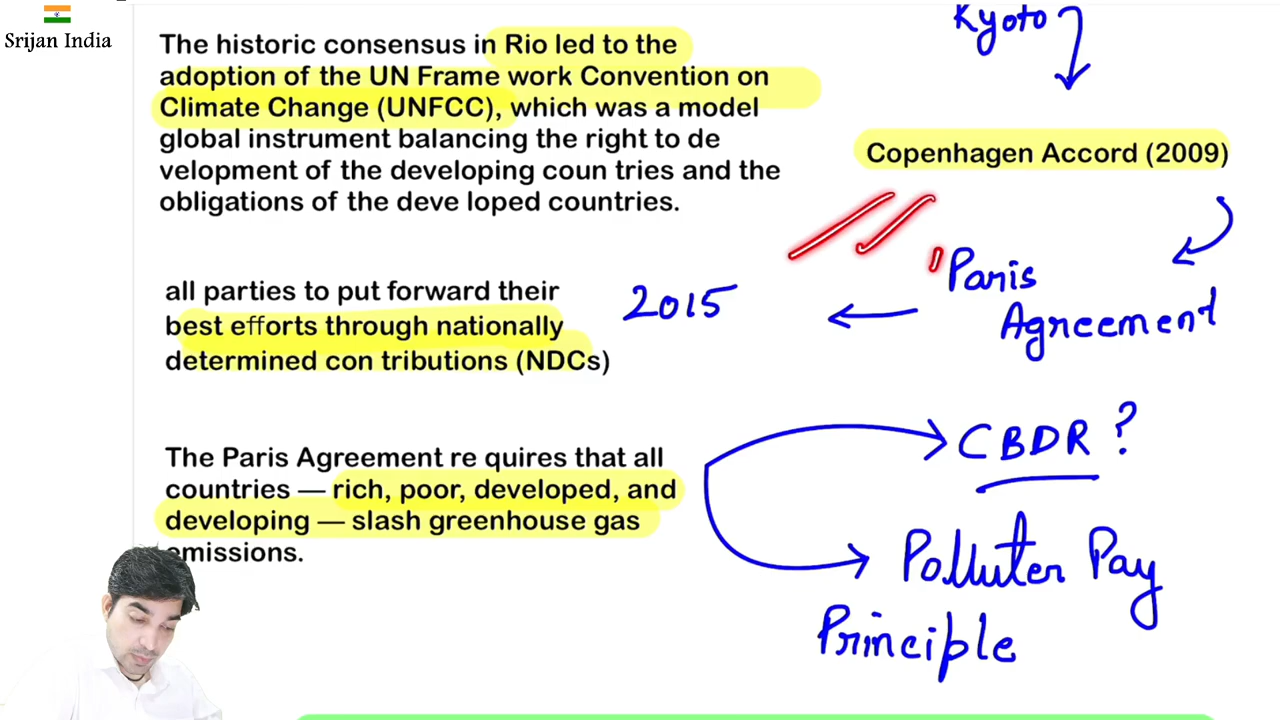 Srijan India
The historic consensus in Rio led to the
adoption of the UN Frame work Convention on
Climate Change (UNFCC), which was a model
global instrument balancing the right to de
velopment of the developing coun tries and the
obligations of the deve loped countries.
all parties to put forward their
best efforts through nationally
determined con tributions (NDCs)
The Paris Agreement re quires that all
countries — rich, poor, developed, and
developing — slash greenhouse gas
emissions.
Kyoto
Copenhagen Accord (2009)
Paris
Agreement
2015
CBDR ?
Polluter Pay
Principle